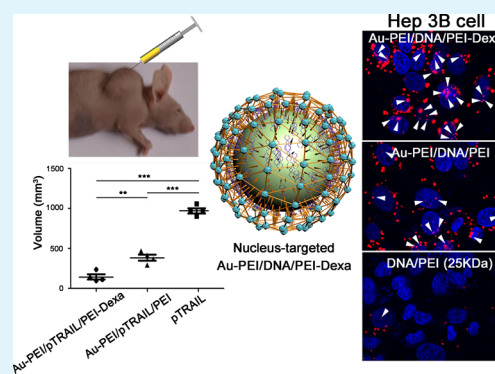 Hep 3B cell
Au-PEI/DNA/PEI-Dexa
Au-PEI/DNA/PEI
DNA/PEI (25KDa)
Volume (mm³)
1500
1000
500
0
***
**
***
Au-PEI/pTRAIL/PEI-Dexa
Au-PEI/pTRAIL/PEI
pTRAIL
Nucleus-targeted
Au-PEI/DNA/PEI-Dexa